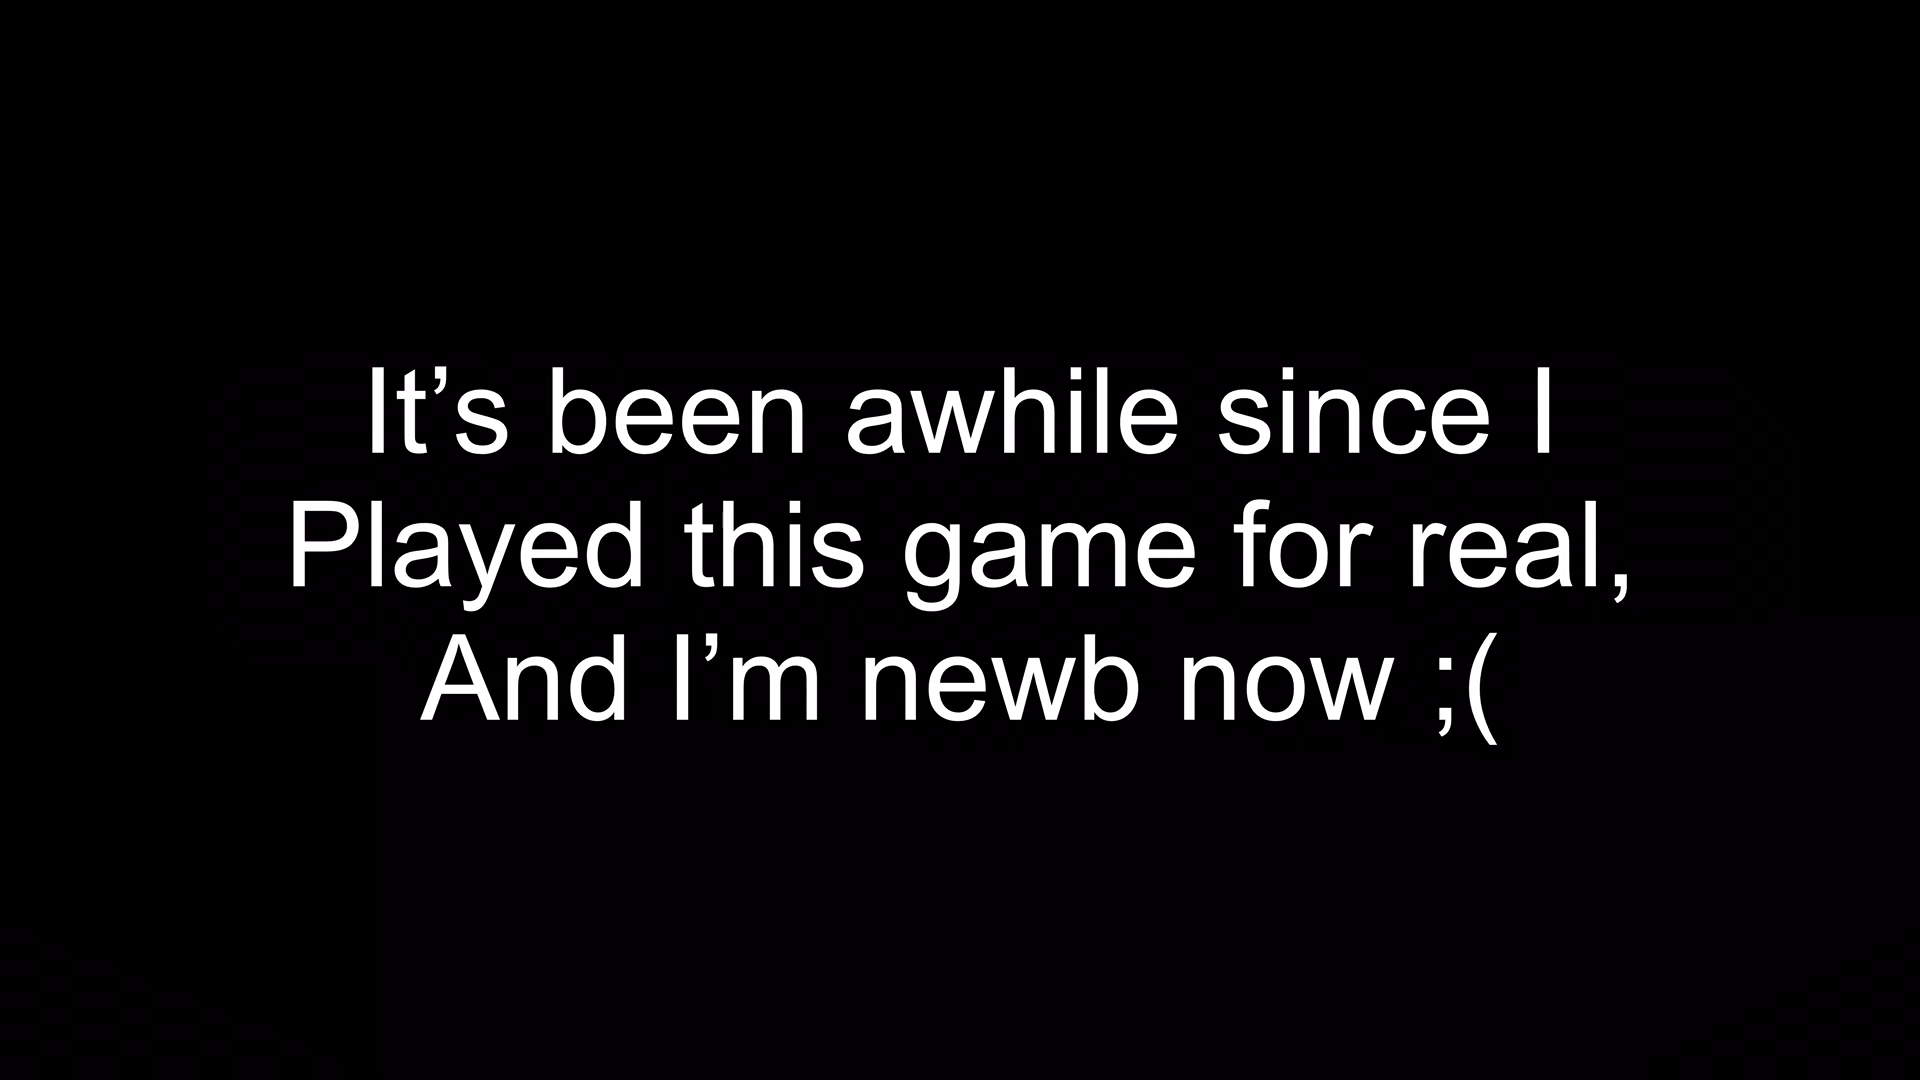 It’s been awhile since I
Played this game for real,
And I’m newb now ;(